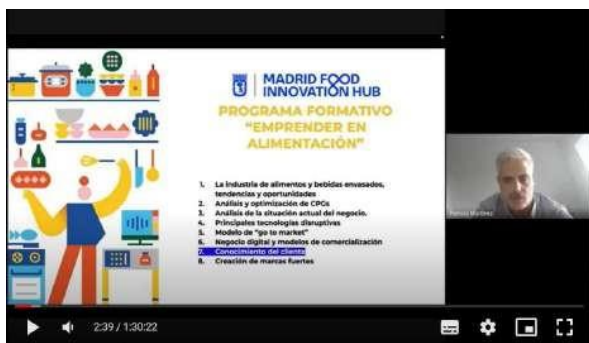 MADRID FOOD
INNOVATION HUB
PROGRAMA FORMATIVO
"EMPRENDER EN
ALIMENTACIÓN"
1. La industria de alimentos y bebidas envasados,
tendencias y oportunidades
2. Análisis y optimización de CPGs
3. Análisis de la situación actual del negocio.
4. Principales tecnologías disruptivas
5. Modelo de "go to market"
6. Negocio digital y modelos de comercialización
7. Conocimiento del cliente
8. Creación de marcas fuertes
Martínez
2:39 / 1:30:22